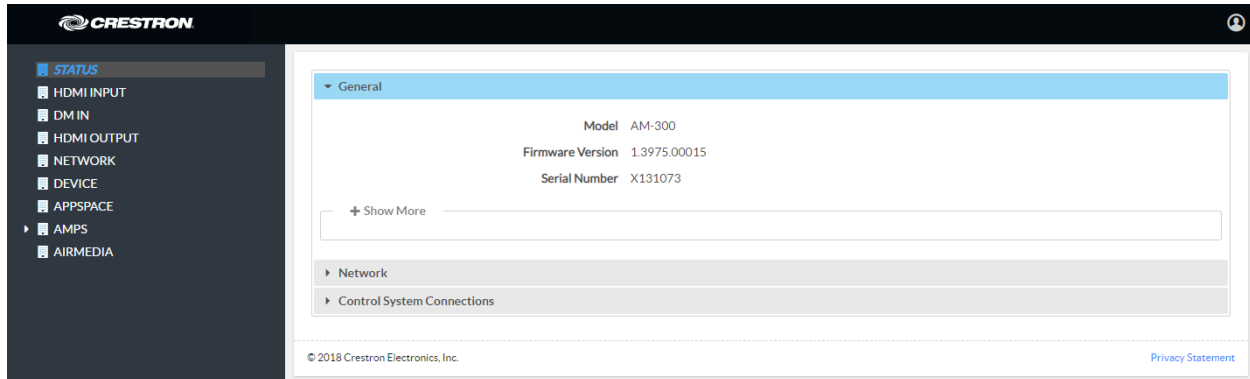 CRESTRON
STATUS
HDMI INPUT
DM IN
HDMI OUTPUT
NETWORK
DEVICE
APPSPACE
AMPS
AIRMEDIA
General
Model AM-300
Firmware Version 1.3975.00015
Serial Number X131073
Show More
Network
Control System Connections
© 2018 Crestron Electronics, Inc. Privacy Statement